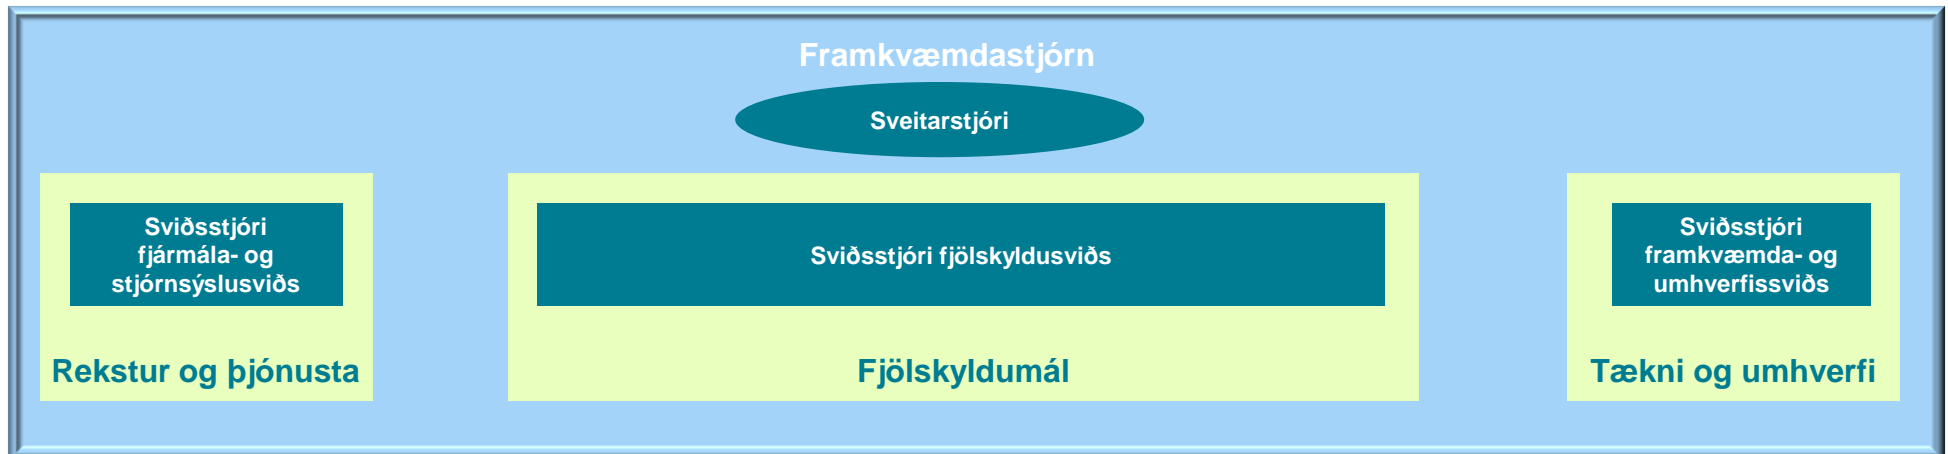 Framkvæmdastjórn
Sveitarstjóri
Sviðsstjóri
fjármála- og
stjórnsýslusviðs
Rekstur og þjónusta
Sviðsstjóri fjölskyldusviðs
Fjölskyldumál
Sviðsstjóri
framkvæmda- og
umhverfissviðs
Tækni og umhverfi